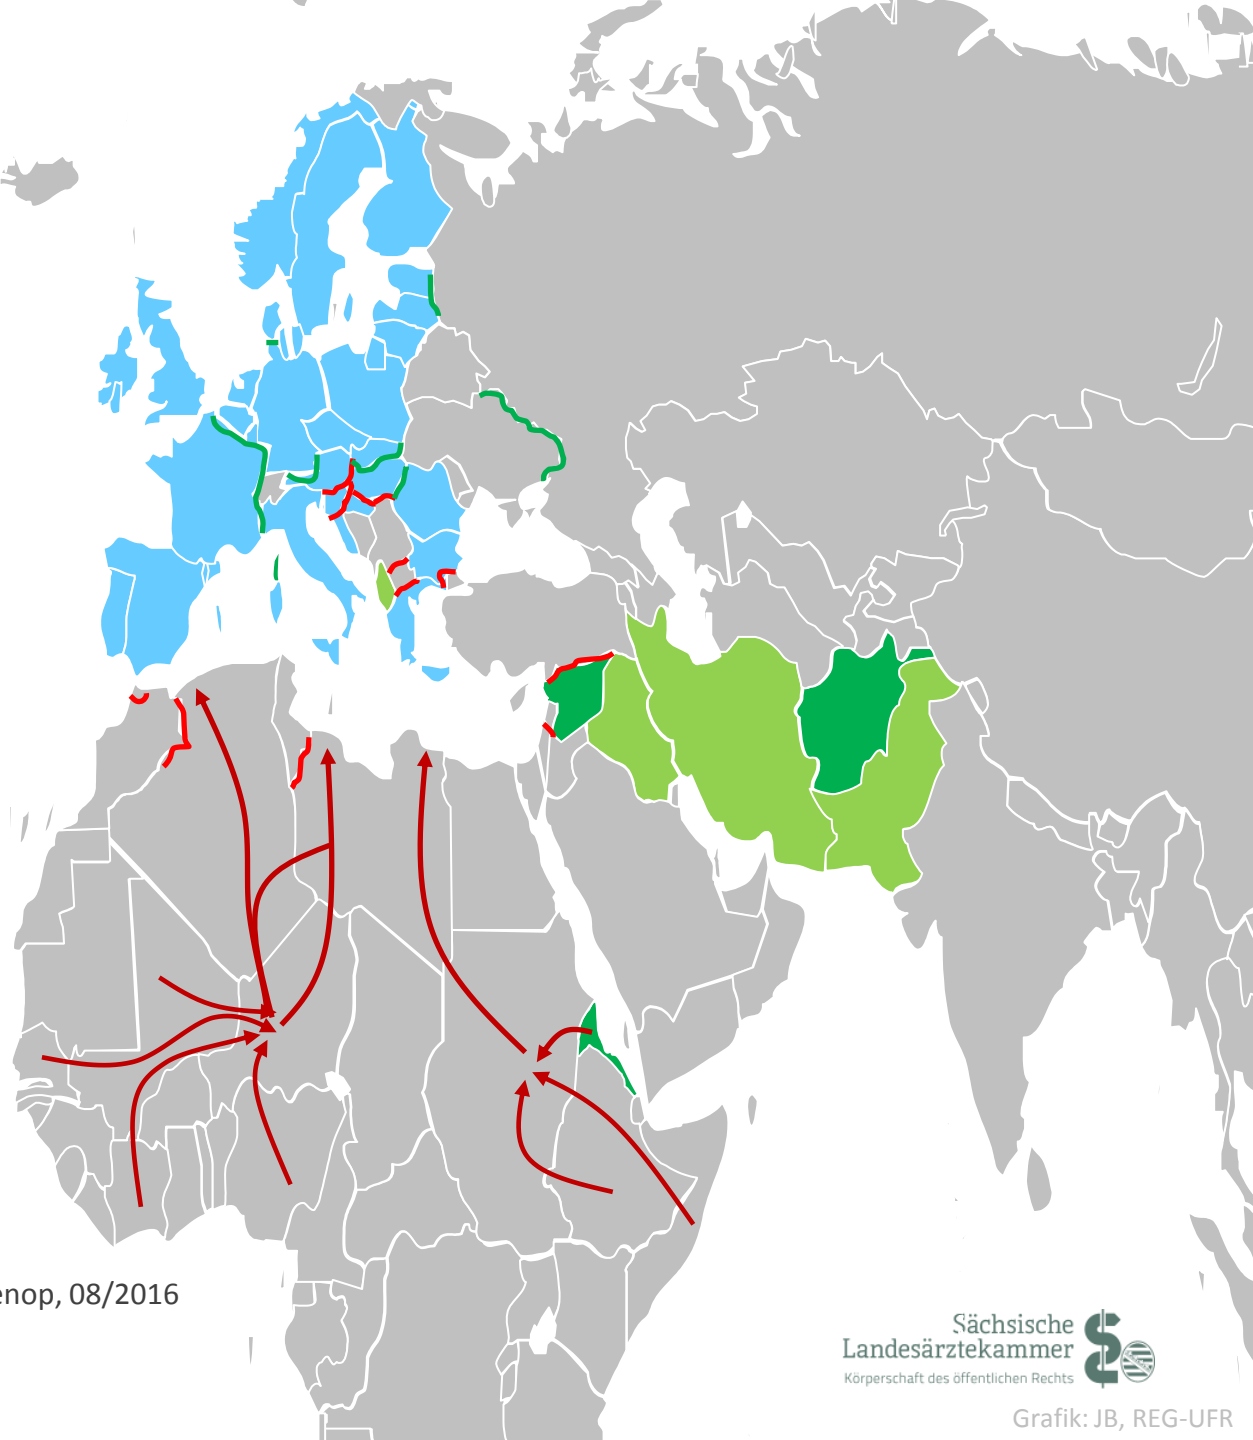 enop, 08/2016
Sächsische
Landesärztekammer
Körperschaft des öffentlichen Rechts
Grafik: JB, REG-UFR